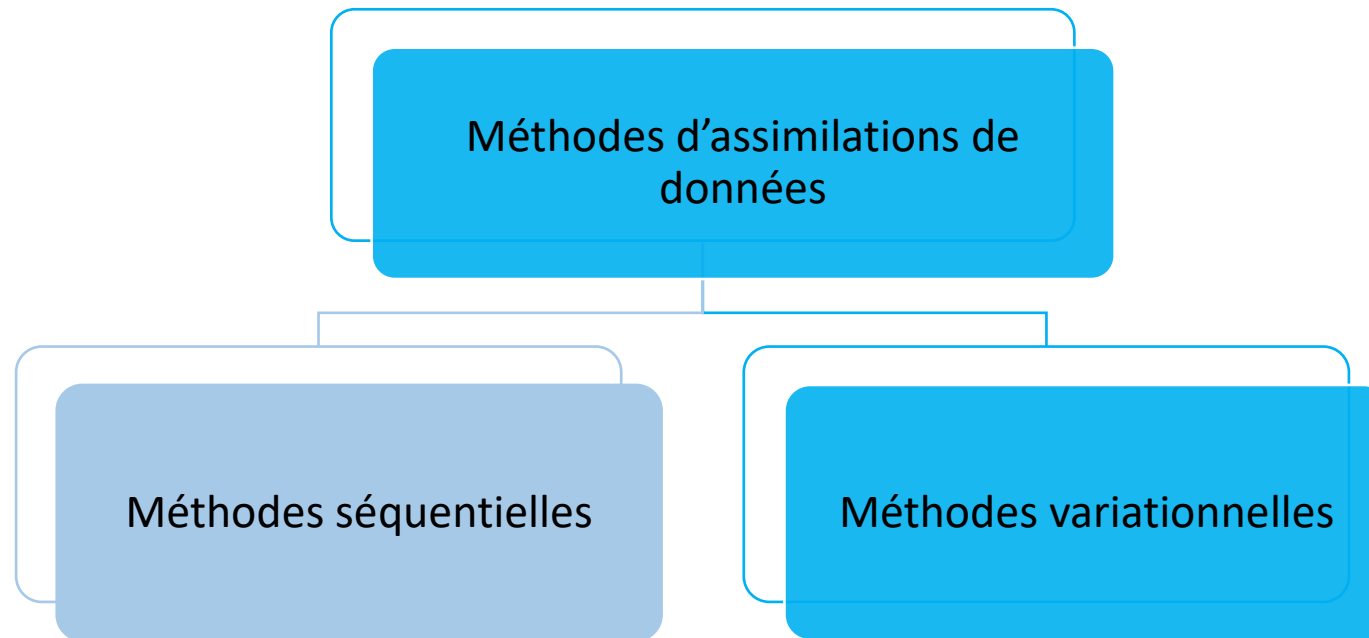 Méthodes d’assimilations de
données
Méthodes séquentielles
Méthodes variationnelles